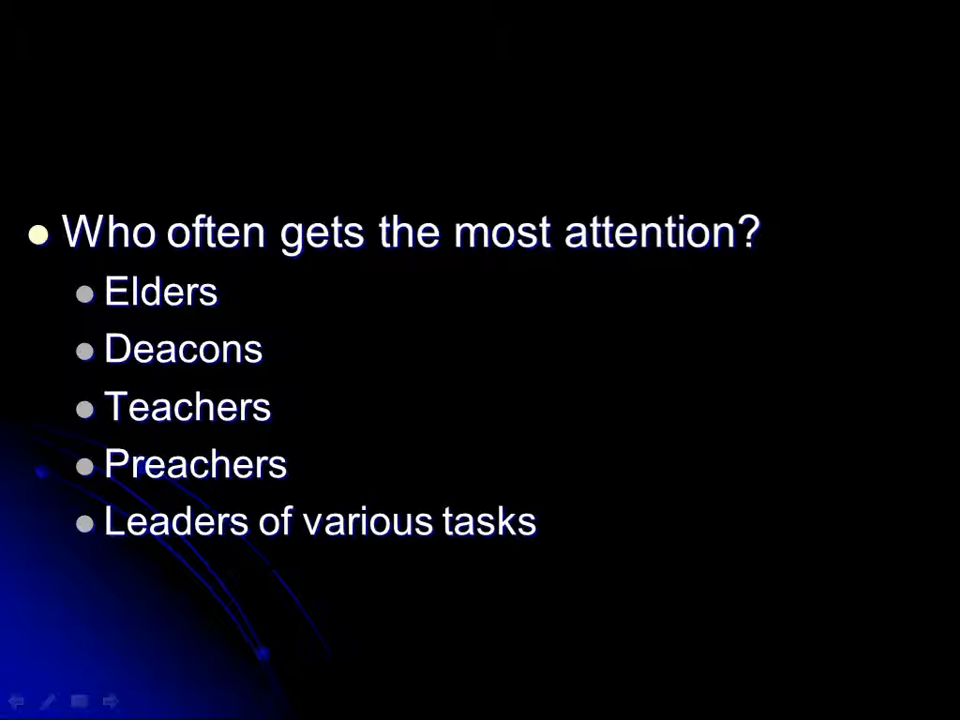 Who often gets the most attention?
Elders
Deacons
Teachers
Preachers
Leaders of various tasks